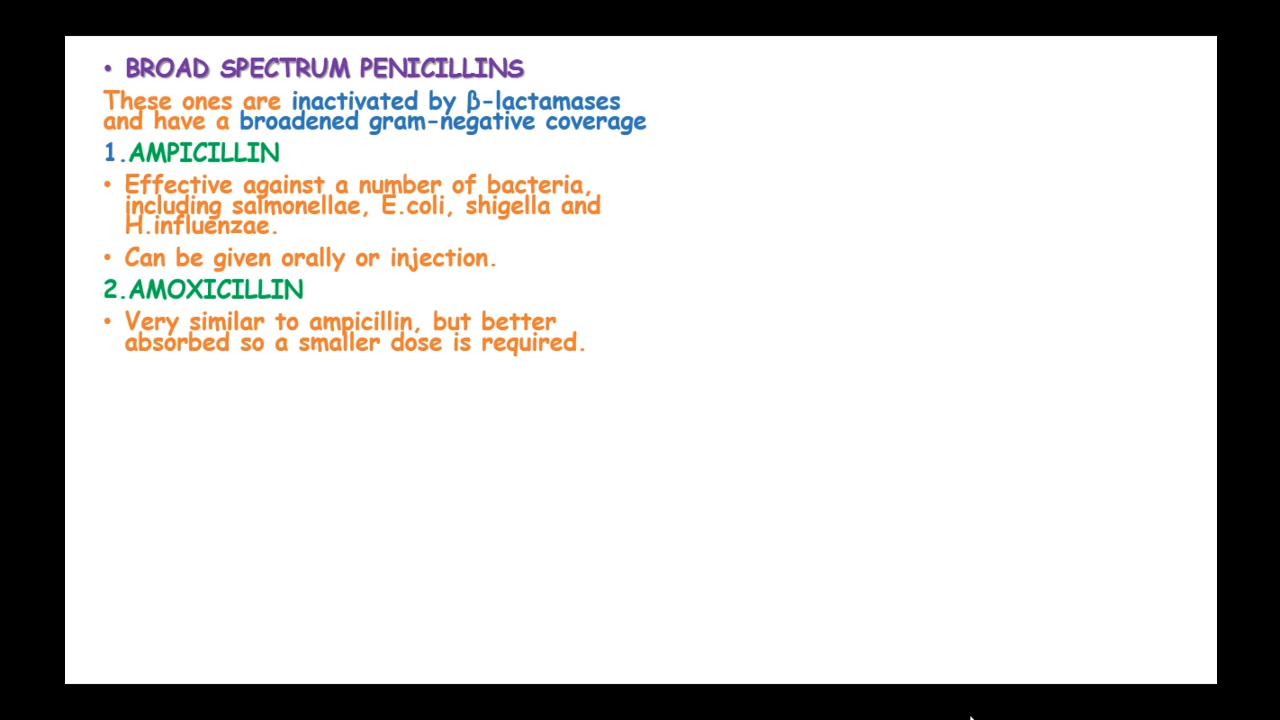 • BROAD SPECTRUM PENICILLINS
These ones are inactivated by β-lactamases
and have a broadened gram-negative coverage
1.AMPICILLIN
• Effective against a number of bacteria,
including salmonellae, E.coli, shigella and
H.influenzae.
• Can be given orally or injection.
2.AMOXICILLIN
• Very similar to ampicillin, but better
absorbed so a smaller dose is required.